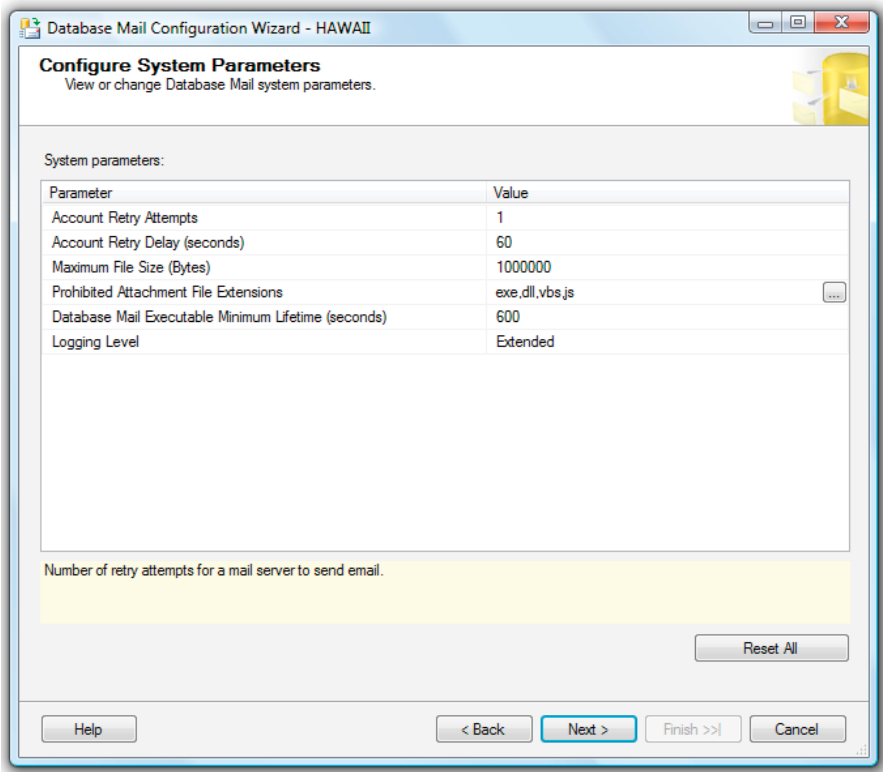 Database Mail Configuration Wizard - HAWAII
Configure System Parameters
View or change Database Mail system parameters.
System parameters:
Parameter Value
Account Retry Attempts 1
Account Retry Delay (seconds) 60
Maximum File Size (Bytes) 1000000
Prohibited Attachment File Extensions exe,dll,vbs,js ...
Database Mail Executable Minimum Lifetime (seconds) 600
Logging Level Extended
Number of retry attempts for a mail server to send email.
Reset All
Help < Back Next > Finish >>| Cancel